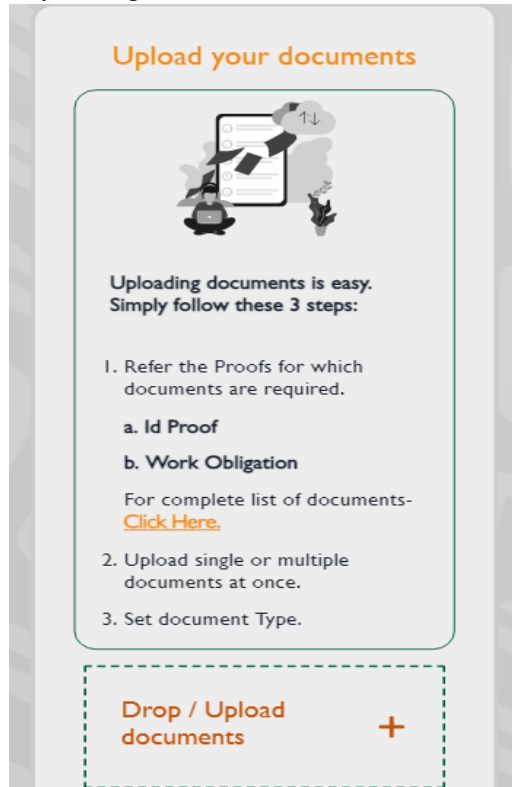 Upload your documents
Uploading documents is easy.
Simply follow these 3 steps:
1. Refer the Proofs for which
documents are required.
a. Id Proof
b. Work Obligation
For complete list of documents-
Click Here.
2. Upload single or multiple
documents at once.
3. Set document Type.
Drop / Upload
documents
+